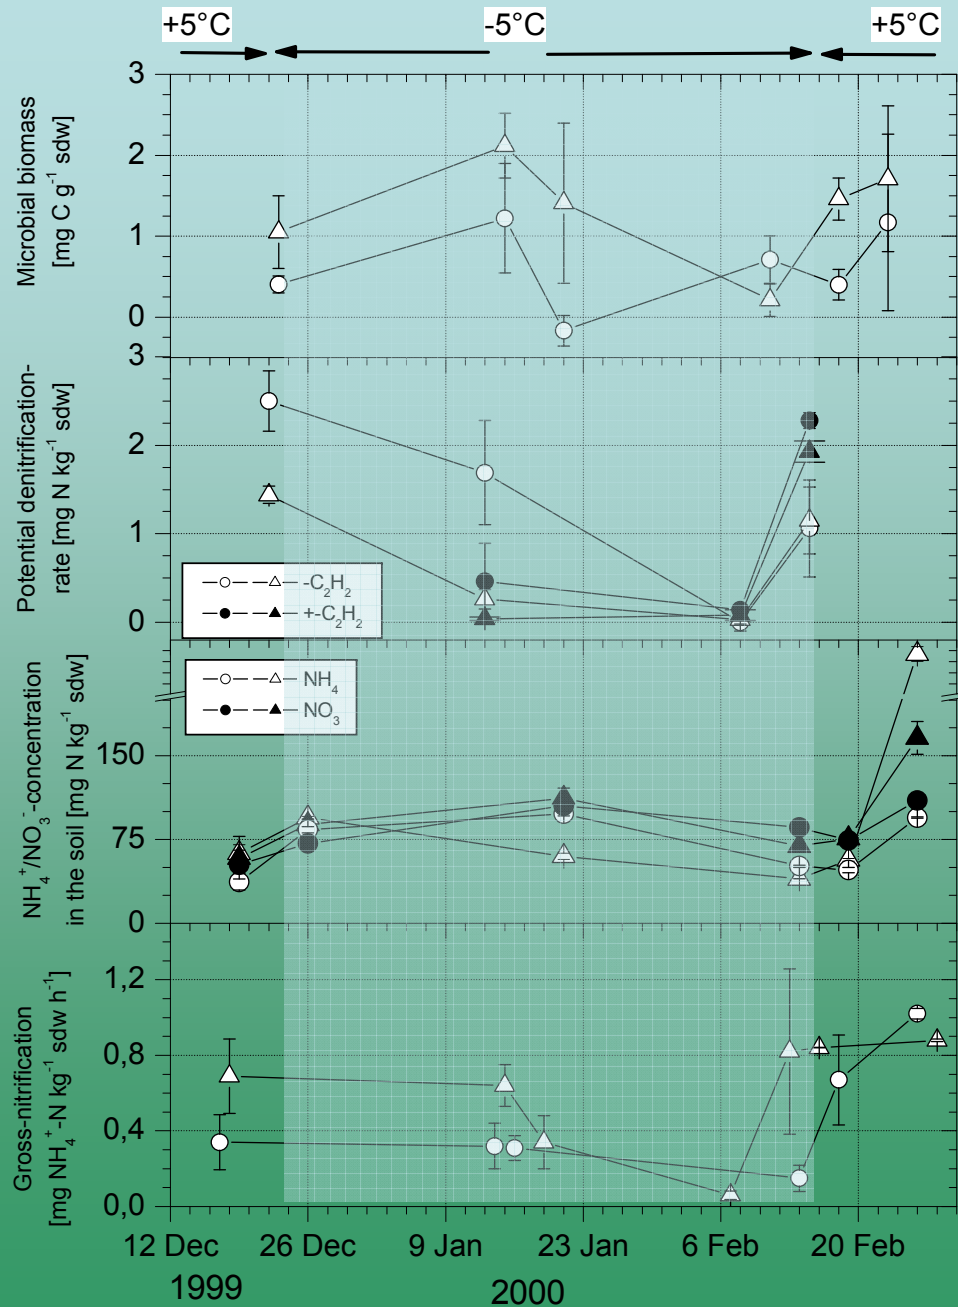 +5°C -5°C +5°C
3
2
1
0
Microbial biomass
[mg C g⁻¹ sdw]
3
2
1
0
Potential denitrification-
rate [mg N kg⁻¹ sdw]
-C₂H₂
+-C₂H₂
NH₄
NO₃
150
75
0
NH₄⁺/NO₃⁻-concentration
in the soil [mg N kg⁻¹ sdw]
1,2
0,8
0,4
0,0
Gross-nitrification
[mg NH₄⁺-N kg⁻¹ sdw h⁻¹]
12 Dec 26 Dec 9 Jan 23 Jan 6 Feb 20 Feb
1999 2000